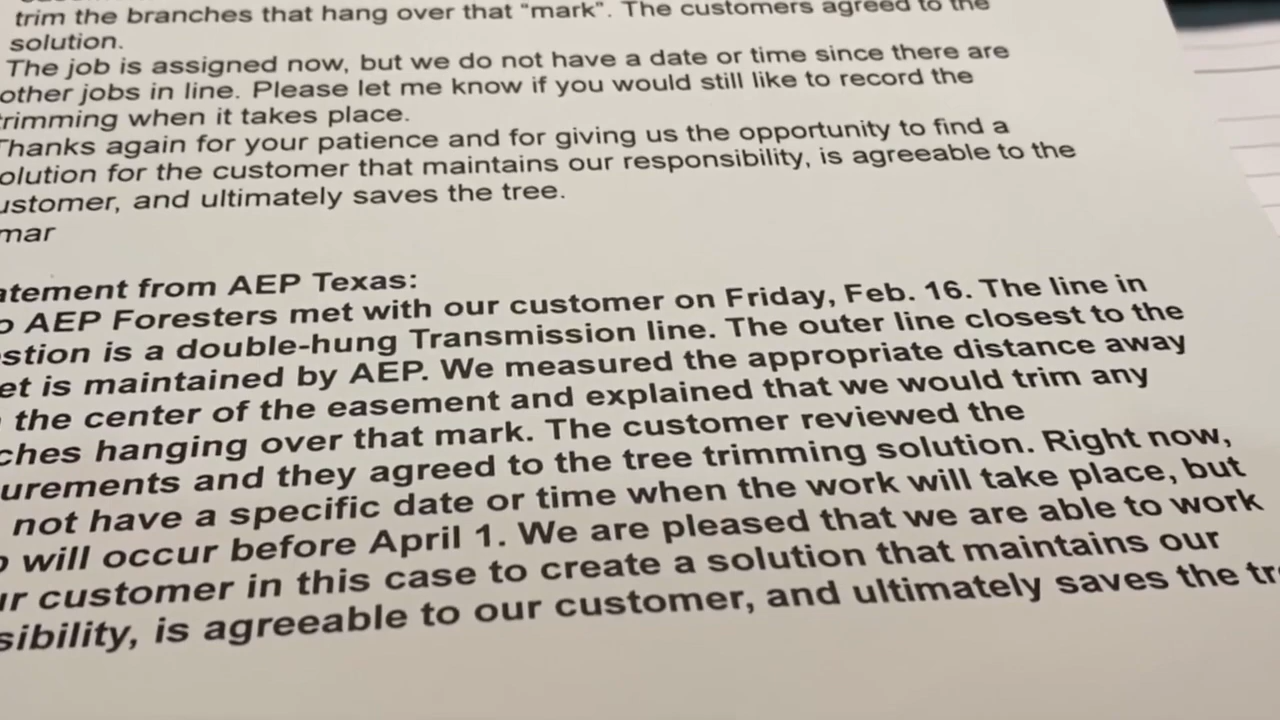 trim the branches that hang over that “mark”. The customers agreed to the
solution.
The job is assigned now, but we do not have a date or time since there are
other jobs in line. Please let me know if you would still like to record the
trimming when it takes place.
Thanks again for your patience and for giving us the opportunity to find a
olution for the customer that maintains our responsibility, is agreeable to the
ustomer, and ultimately saves the tree.
mar
atement from AEP Texas:
o AEP Foresters met with our customer on Friday, Feb. 16. The line in
stion is a double-hung Transmission line. The outer line closest to the
et is maintained by AEP. We measured the appropriate distance away
the center of the easement and explained that we would trim any
ches hanging over that mark. The customer reviewed the
urements and they agreed to the tree trimming solution. Right now,
not have a specific date or time when the work will take place, but
o will occur before April 1. We are pleased that we are able to work
ur customer in this case to create a solution that maintains our
sibility, is agreeable to our customer, and ultimately saves the tre